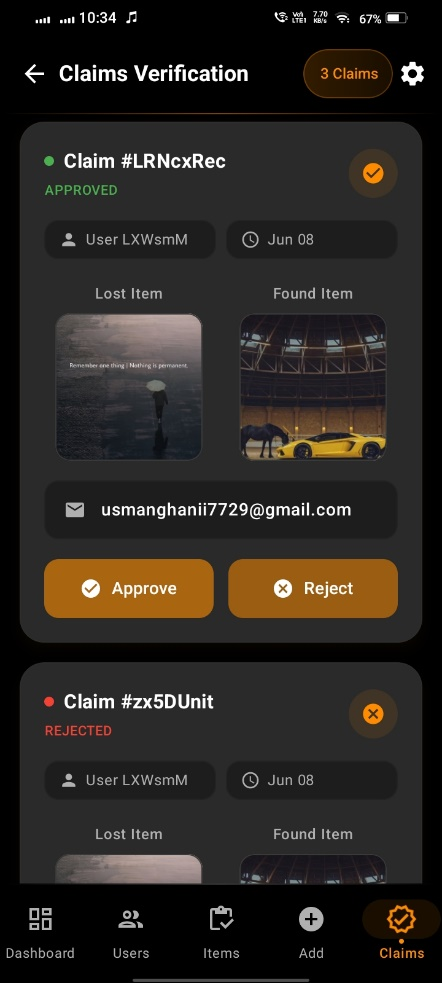 10:34
Vo)) LTE1
7.70 KB/s
67%
Claims Verification
3 Claims
Claim #LRNcxRec
APPROVED
User LXWsmM
Jun 08
Lost Item
Found Item
Remember one thing | Nothing is permanent.
usmanghanii7729@gmail.com
Approve
Reject
Claim #zx5DUnit
REJECTED
User LXWsmM
Jun 08
Lost Item
Found Item
Dashboard
Users
Items
Add
Claims